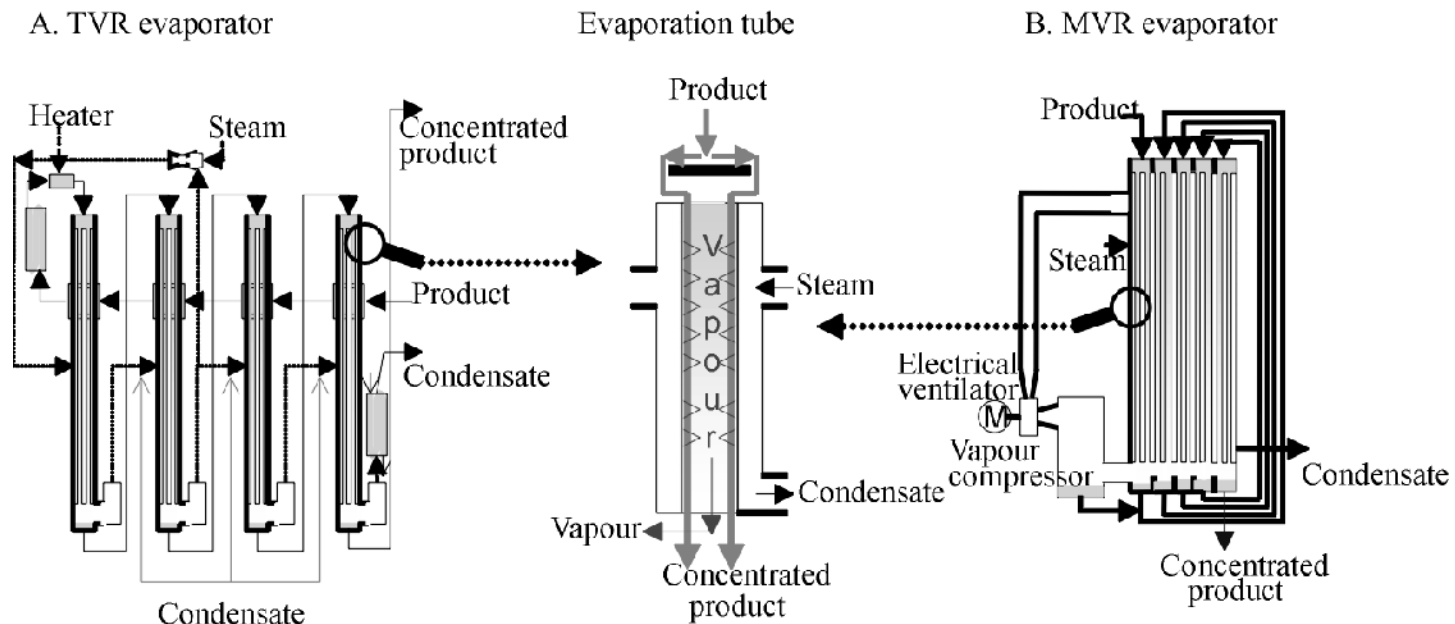 A. TVR evaporator
Evaporation tube
B. MVR evaporator
Heater
Steam
Concentrated
product
Product
Condensate
Condensate
Product
Steam
Vapour
Condensate
Vapour
Concentrated
product
Product
Steam
Electrical
ventilator
M
Vapour
compressor
Condensate
Concentrated
product